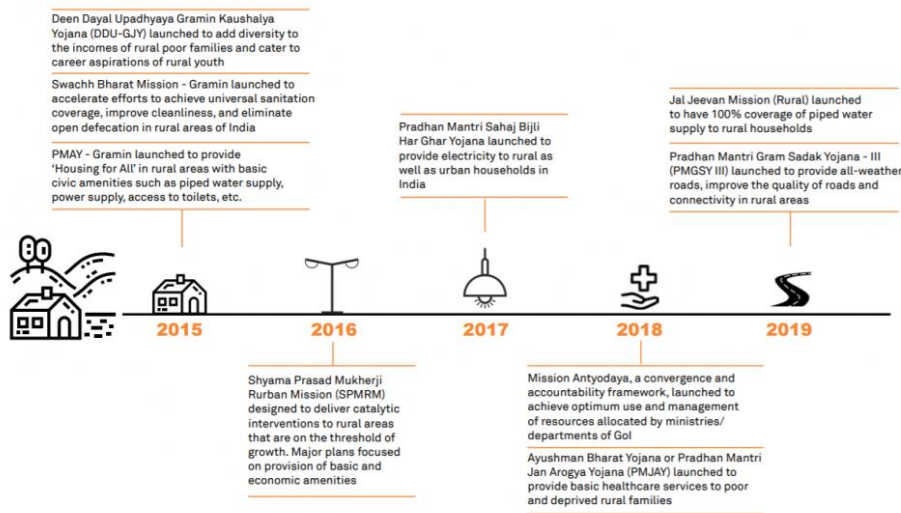 Deen Dayal Upadhyaya Gramin Kaushalya
Yojana (DDU-GJY) launched to add diversity to
the incomes of rural poor families and cater to
career aspirations of rural youth
Swachh Bharat Mission - Gramin launched to
accelerate efforts to achieve universal sanitation
coverage, improve cleanliness, and eliminate
open defecation in rural areas of India
PMAY - Gramin launched to provide
‘Housing for All’ in rural areas with basic
civic amenities such as piped water supply,
power supply, access to toilets, etc.
Pradhan Mantri Sahaj Bijli
Har Ghar Yojana launched to
provide electricity to rural as
well as urban households in
India
Jal Jeevan Mission (Rural) launched
to have 100% coverage of piped water
supply to rural households
Pradhan Mantri Gram Sadak Yojana - III
(PMGSY III) launched to provide all-weather
roads, improve the quality of roads and
connectivity in rural areas
2015
2016
2017
2018
2019
Shyama Prasad Mukherji
Rurban Mission (SPMRM)
designed to deliver catalytic
interventions to rural areas
that are on the threshold of
growth. Major plans focused
on provision of basic and
economic amenities
Mission Antyodaya, a convergence and
accountability framework, launched to
achieve optimum use and management
of resources allocated by ministries/
departments of GoI
Ayushman Bharat Yojana or Pradhan Mantri
Jan Arogya Yojana (PMJAY) launched to
provide basic healthcare services to poor
and deprived rural families